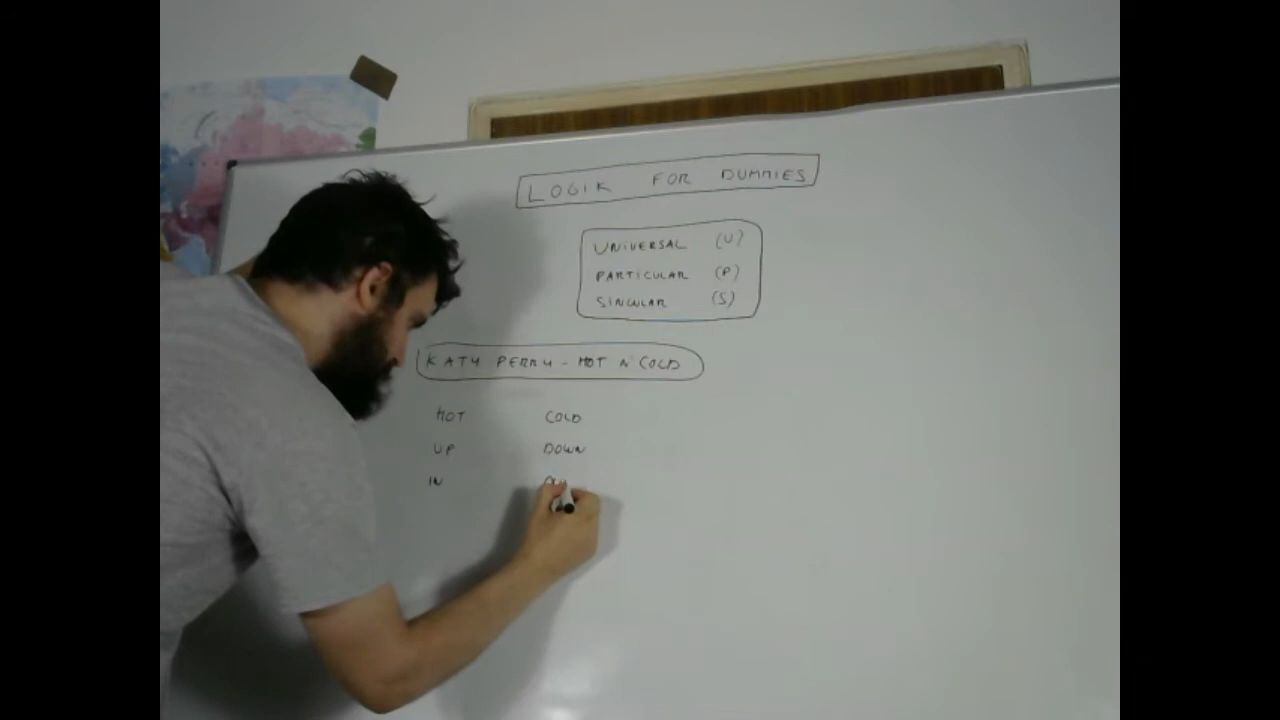 LOGIK FOR DUMMIES
UNIVERSAL (U)
PARTICULAR (P)
SINGULAR (S)
KATY PERRY - HOT N' COLD
HOT COLD
UP DOWN
IN